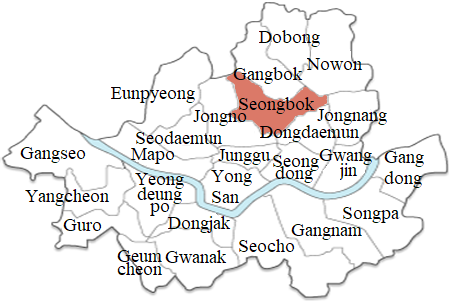 Dobong
Nowon
Gangbok
Eunpyeong
Seongbok
Jongno
Jongnang
Dongdaemun
Seodaemun
Gangseo
Mapo
Junggu
Seong
dong
Gwang
jin
Gang
dong
Yangcheon
Yeong
deung
po
Yong
San
Songpa
Guro
Dongjak
Gangnam
Seocho
Geum
cheon
Gwanak